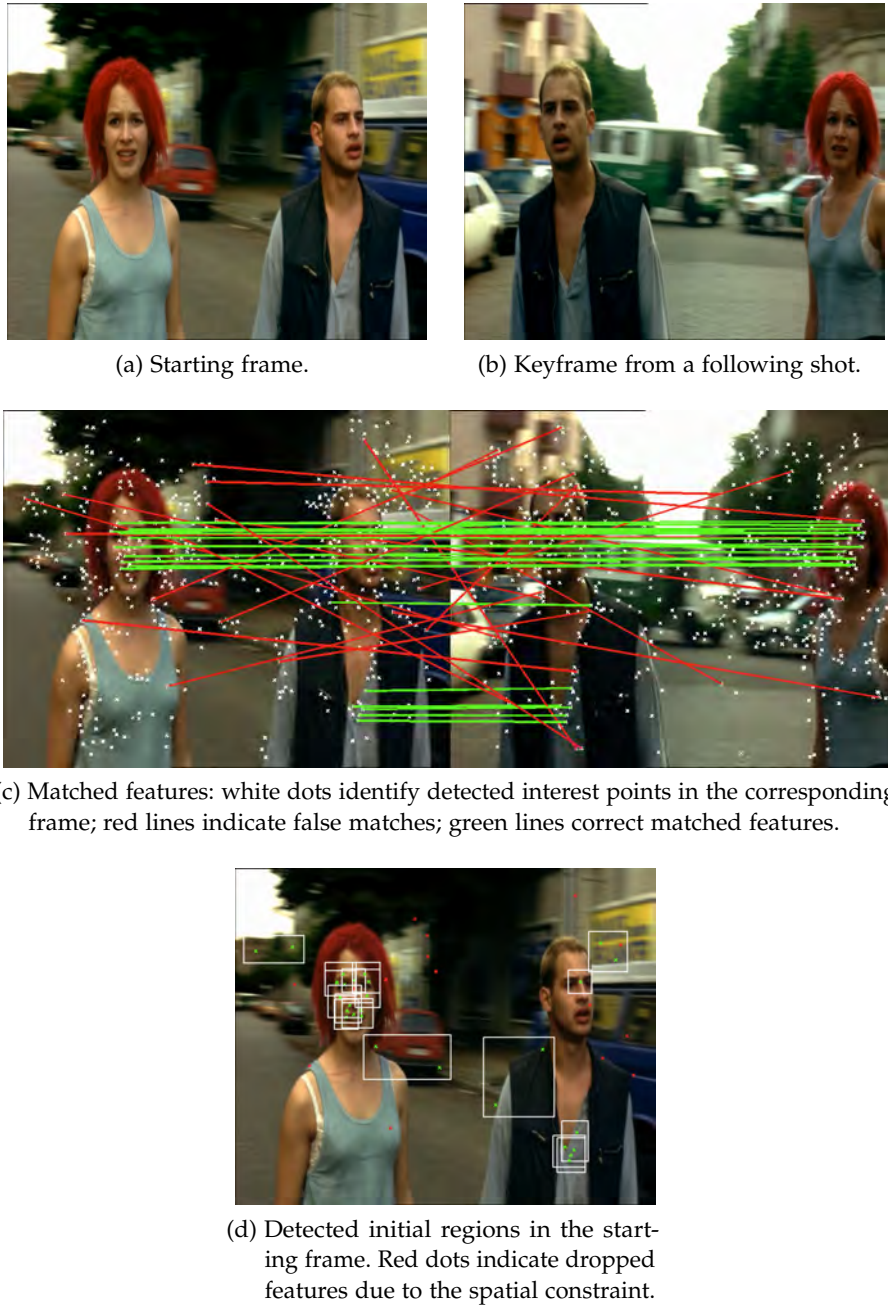 (a) Starting frame.
(b) Keyframe from a following shot.
c) Matched features: white dots identify detected interest points in the corresponding
frame; red lines indicate false matches; green lines correct matched features.
(d) Detected initial regions in the start-
ing frame. Red dots indicate dropped
features due to the spatial constraint.